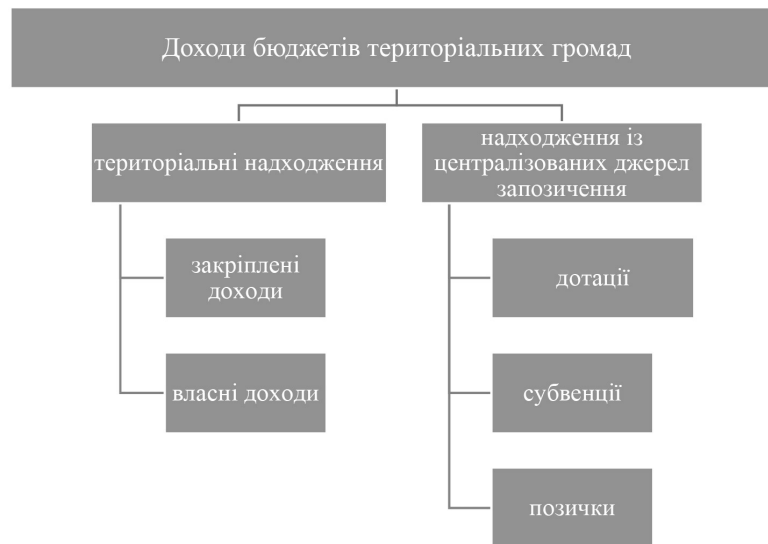 Доходи бюджетів територіальних громад
територіальні надходження
надходження із
централізованих джерел
запозичення
закріплені
доходи
дотації
власні доходи
субвенції
позички